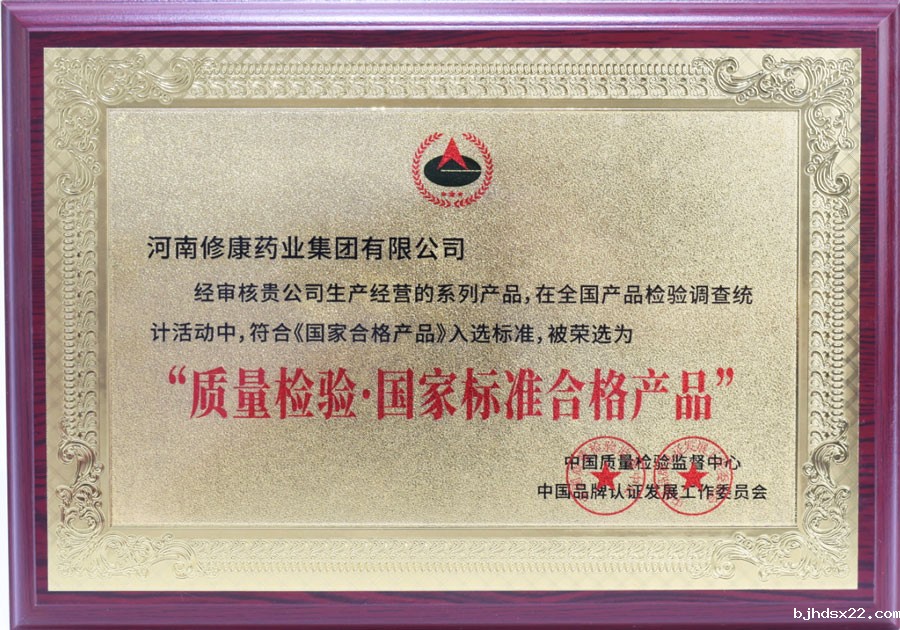 河南修康药业集团有限公司
经审核贵公司生产经营的系列产品，在全国产品检验调查统
计活动中，符合《国家合格产品》入选标准，被荣选为
“质量检验·国家标准合格产品”
中国质量检验监督中心
中国品牌认证发展工作委员会
bjhdsx22.com